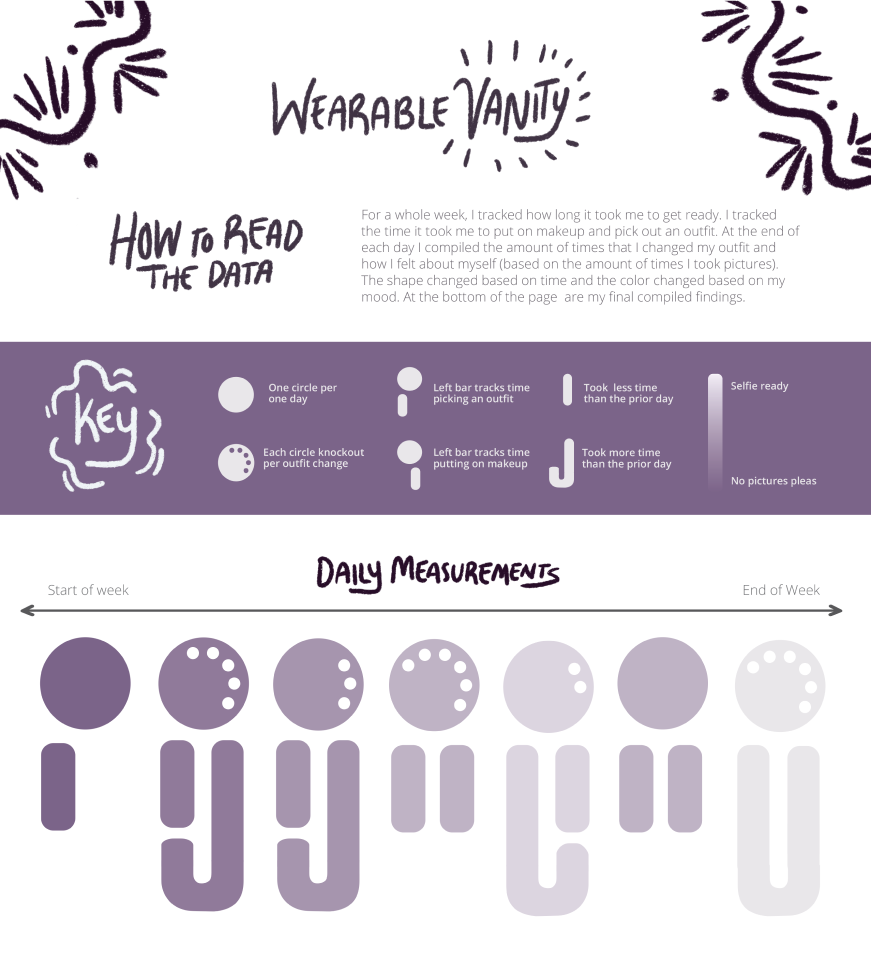 WEARABLE VANITY
HOW TO READ
THE DATA
For a whole week, I tracked how long it took me to get ready. I tracked
the time it took me to put on makeup and pick out an outfit. At the end of
each day I compiled the amount of times that I changed my outfit and
how I felt about myself (based on the amount of times I took pictures).
The shape changed based on time and the color changed based on my
mood. At the bottom of the page are my final compiled findings.
KEY
One circle per
one day
Each circle knockout
per outfit change
Left bar tracks time
picking an outfit
Left bar tracks time
putting on makeup
Took less time
than the prior day
Took more time
than the prior day
Selfie ready
No pictures pleas
DAILY MEASUREMENTS
Start of week
End of Week